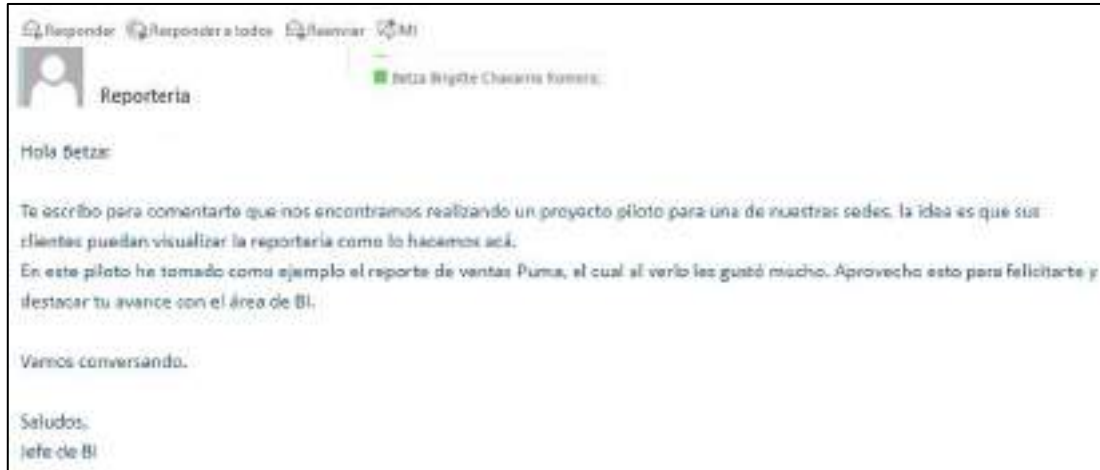 Responder Responder a todos Reenviar MI
Betza Brigitte Chavarria Romero;
Reportería
Hola Betza:
Te escribo para comentarte que nos encontramos realizando un proyecto piloto para una de nuestras sedes, la idea es que sus
clientes puedan visualizar la reportería como lo hacemos acá.
En este piloto he tomado como ejemplo el reporte de ventas Puma, el cual al verlo les gustó mucho. Aprovecho esto para felicitarte y
destacar tu avance con el área de BI.
Vamos conversando.
Saludos,
Jefe de BI